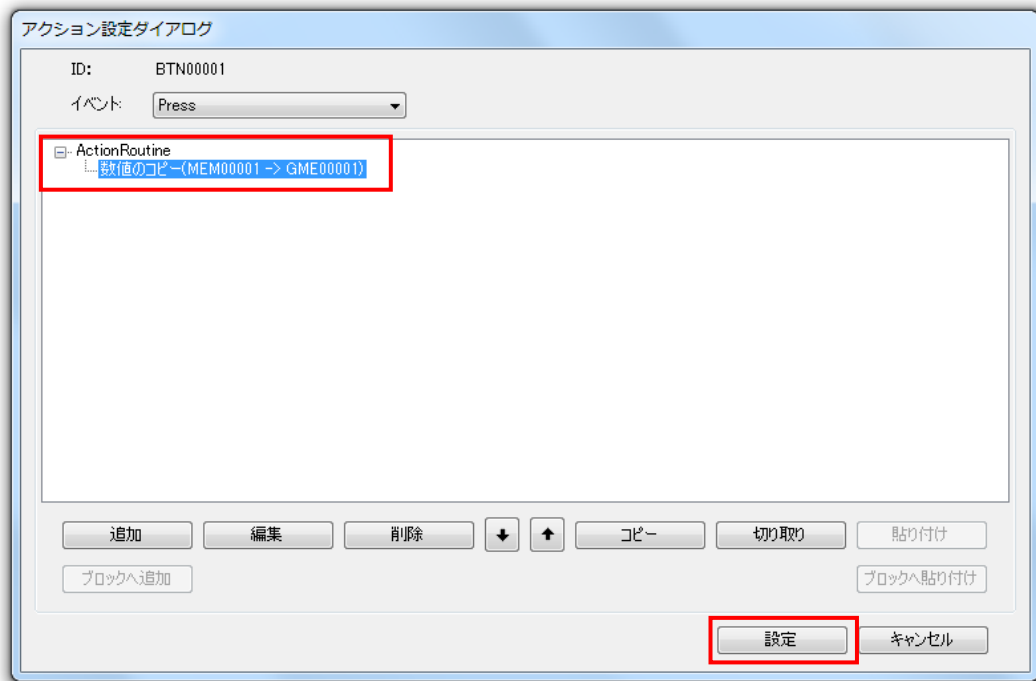 アクション設定ダイアログ
ID: BTN00001
イベント: Press
ActionRoutine
数値のコピー(MEM00001 -> GME00001)
追加 編集 削除 コピー 切り取り 貼り付け
ブロックへ追加 ブロックへ貼り付け
設定 キャンセル